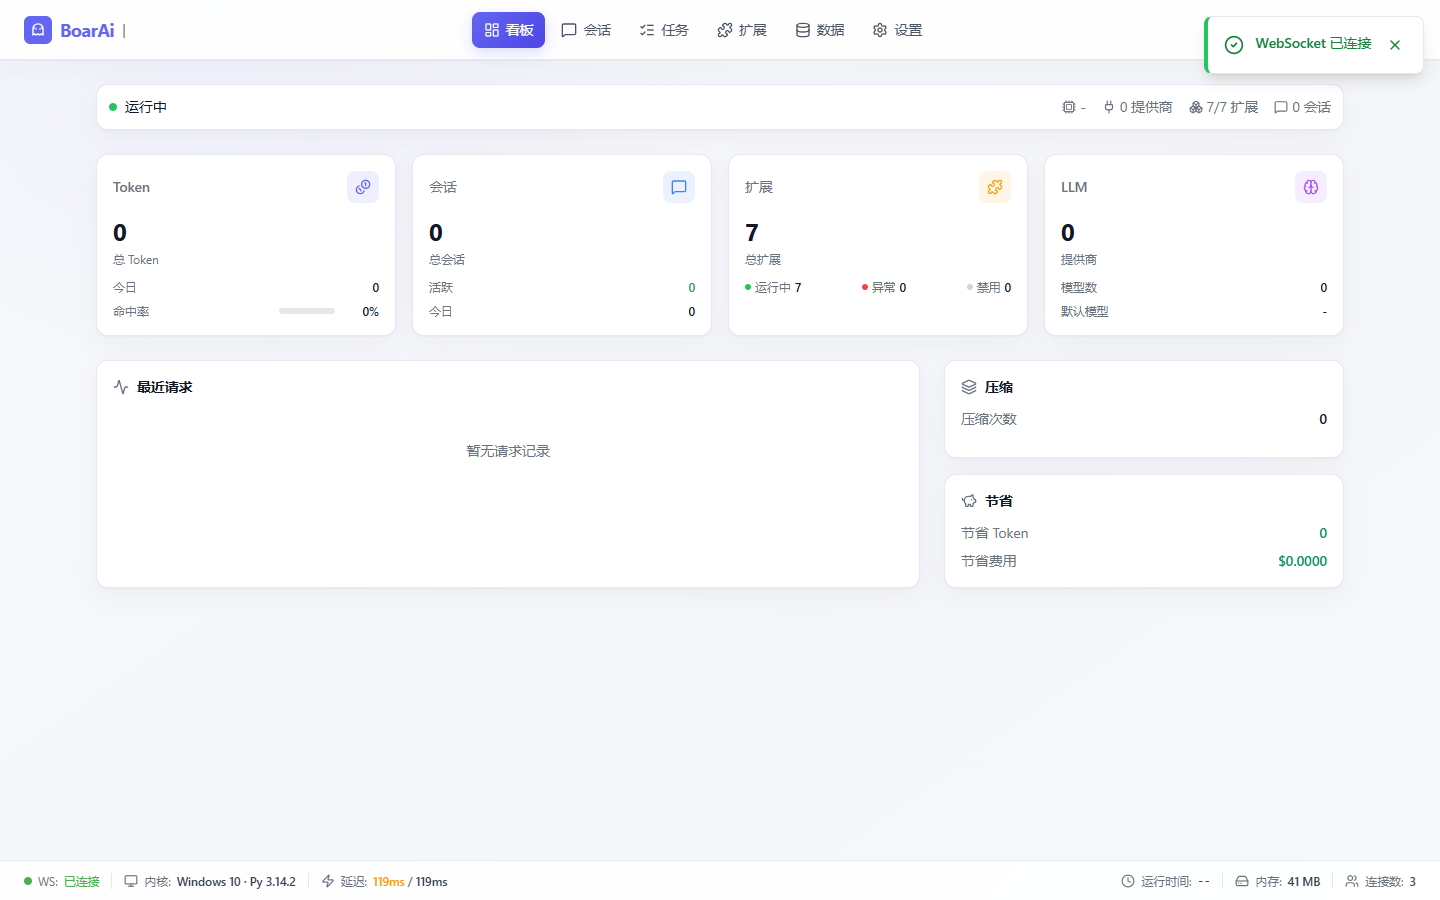 BoarAi |
看板 会话 任务 扩展 数据 设置
WebSocket 已连接
运行中
- 0 提供商 7/7 扩展 0 会话
Token
0
总 Token
今日 0
命中率 0%
会话
0
总会话
活跃 0
今日 0
扩展
7
总扩展
运行中 7 异常 0 禁用 0
LLM
0
提供商
模型数 0
默认模型 -
最近请求
暂无请求记录
压缩
压缩次数 0
节省
节省 Token 0
节省费用 $0.0000
WS: 已连接 内核: Windows 10 · Py 3.14.2 延迟: 119ms / 119ms 运行时间: -- 内存: 41 MB 连接数: 3